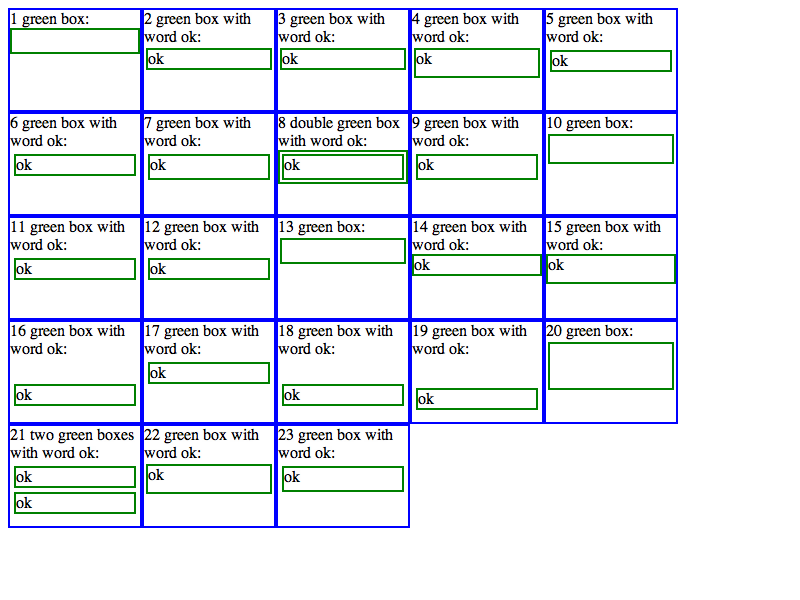 1 green box:
2 green box with
word ok:
ok
3 green box with
word ok:
ok
4 green box with
word ok:
ok
5 green box with
word ok:
ok
6 green box with
word ok:
ok
7 green box with
word ok:
ok
8 double green box
with word ok:
ok
9 green box with
word ok:
ok
10 green box:
11 green box with
word ok:
ok
12 green box with
word ok:
ok
13 green box:
14 green box with
word ok:
ok
15 green box with
word ok:
ok
16 green box with
word ok:
ok
17 green box with
word ok:
ok
18 green box with
word ok:
ok
19 green box with
word ok:
ok
20 green box:
21 two green boxes
with word ok:
ok
ok
22 green box with
word ok:
ok
23 green box with
word ok:
ok